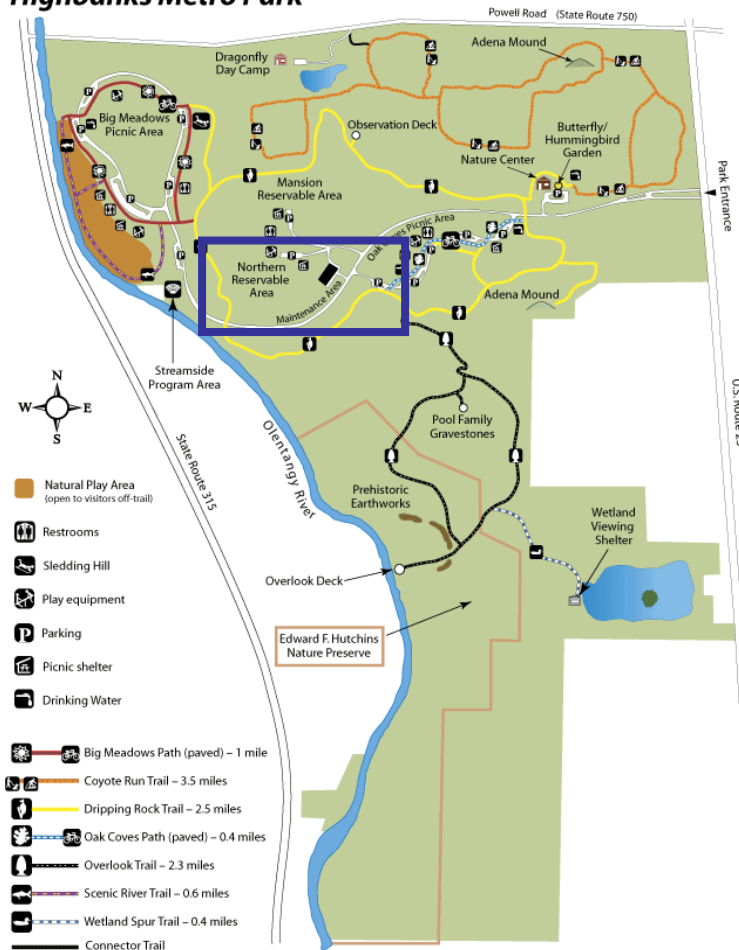 Highbanks Metro Park
Powell Road (State Route 750)
Dragonfly
Day Camp
Adena Mound
Big Meadows
Picnic Area
Observation Deck
Butterfly/
Hummingbird
Garden
Nature Center
Park Entrance
Mansion
Reservable Area
Oak Coves Picnic Area
Northern
Reservable
Area
Maintenance Area
Adena Mound
Streamside
Program Area
N
W
E
S
U.S. Route 23
Pool Family
Gravestones
State Route 315
Olentangy River
Prehistoric
Earthworks
Wetland
Viewing
Shelter
Overlook Deck
Edward F. Hutchins
Nature Preserve
Natural Play Area
(open to visitors off-trail)
Restrooms
Sledding Hill
Play equipment
P Parking
Picnic shelter
Drinking Water
Big Meadows Path (paved) – 1 mile
Coyote Run Trail – 3.5 miles
Dripping Rock Trail – 2.5 miles
Oak Coves Path (paved) – 0.4 miles
Overlook Trail – 2.3 miles
Scenic River Trail – 0.6 miles
Wetland Spur Trail – 0.4 miles
Connector Trail